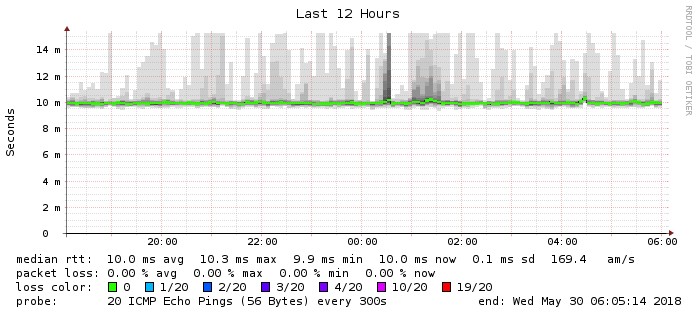 Last 12 Hours
RRDTOOL / TOBI OETIKER
Seconds
14 m
12 m
10 m
8 m
6 m
4 m
2 m
0
20:00 22:00 00:00 02:00 04:00 06:00
median rtt: 10.0 ms avg 10.3 ms max 9.9 ms min 10.0 ms now 0.1 ms sd 169.4 am/s
packet loss: 0.00 % avg 0.00 % max 0.00 % min 0.00 % now
loss color: 0 1/20 2/20 3/20 4/20 10/20 19/20
probe: 20 ICMP Echo Pings (56 Bytes) every 300s end: Wed May 30 06:05:14 2018